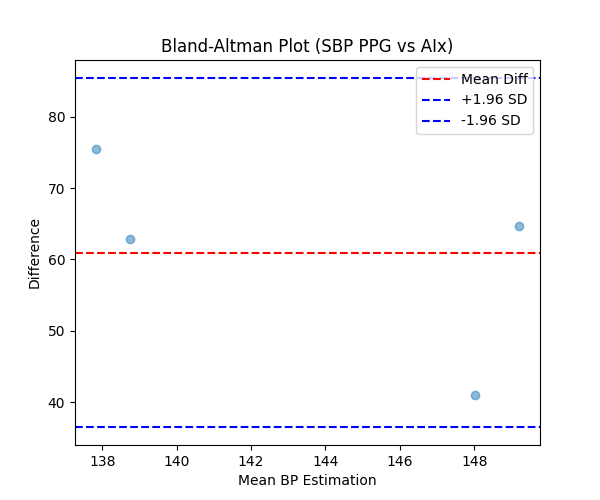 Bland-Altman Plot (SBP PPG vs AIx)
Mean Diff
+1.96 SD
-1.96 SD
80
70
60
50
40
Difference
138 140 142 144 146 148
Mean BP Estimation